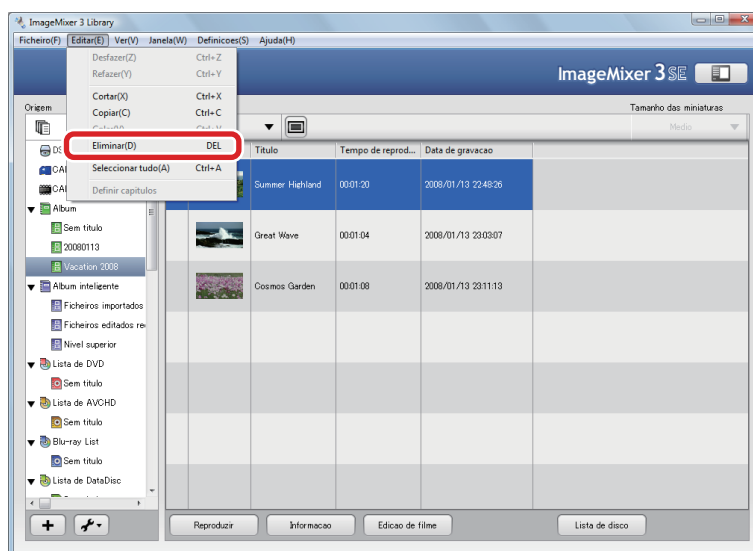 ImageMixer 3 Library
Ficheiro(F) Editar(E) Ver(V) Janela(W) Definicoes(S) Ajuda(H)
Desfazer(Z) Ctrl+Z
Refazer(Y) Ctrl+Y
ImageMixer 3 SE
Cortar(X) Ctrl+X
Origem
Tamanho das miniaturas
Copiar(C) Ctrl+C
Medio
Eliminar(D) DEL
Titulo Tempo de reprod... Data de gravacao
Seleccionar tudo(A) Ctrl+A
Definir capitulos
Summer Highland 00:01:20 2008/01/13 22:48:26
Album
Sem titulo
Great Wave 00:01:04 2008/01/13 23:03:07
20080113
Vacation 2008
Album inteligente
Cosmos Garden 00:01:08 2008/01/13 23:11:13
Ficheiros importados
Ficheiros editados re
Nivel superior
Lista de DVD
Sem titulo
Lista de AVCHD
Sem titulo
Blu-ray List
Sem titulo
Lista de DataDisc
Reproduzir Informacao Edicao de filme Lista de disco